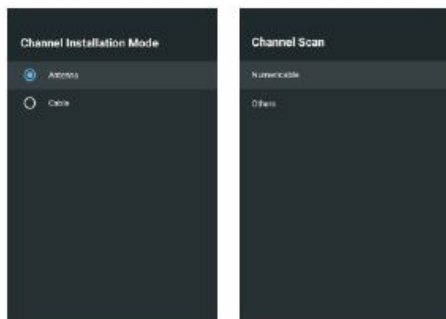 Channel Installation Mode
Antenna
Cable
Channel Scan
Numericable
Others